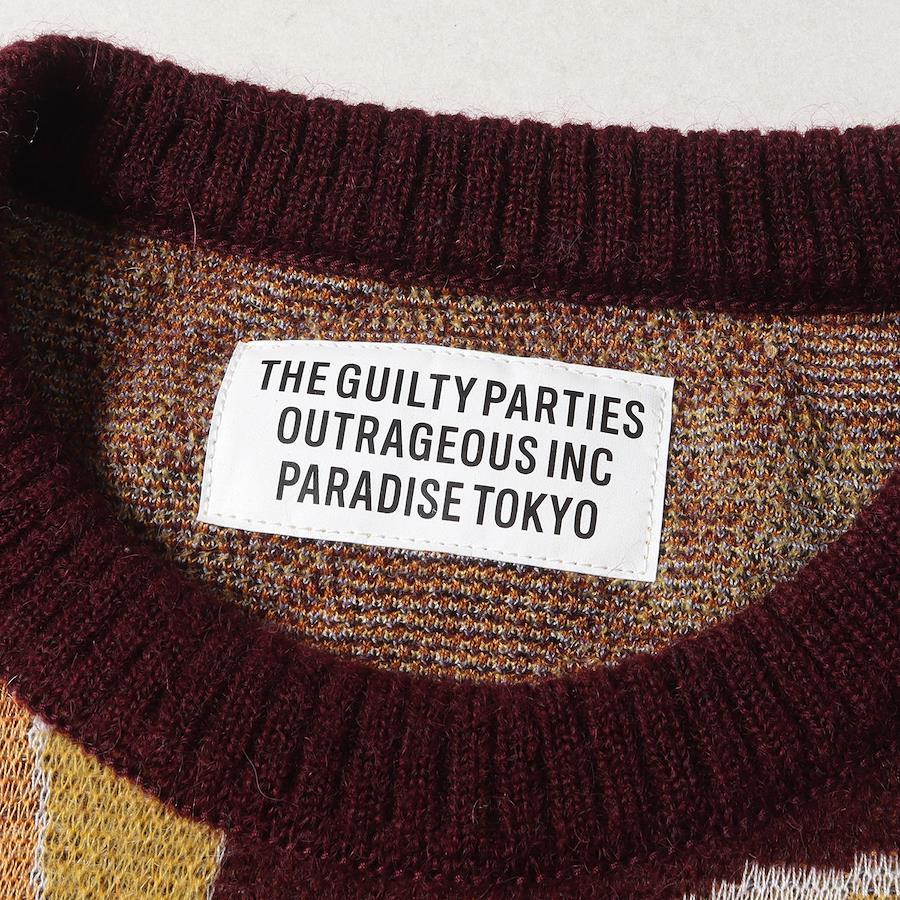 THE GUILTY PARTIES
OUTRAGEOUS INC
PARADISE TOKYO